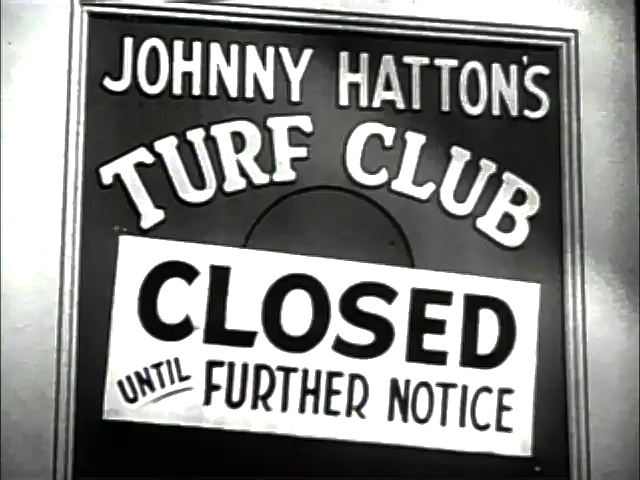 JOHNNY HATTON'S
TURF CLUB
CLOSED
UNTIL FURTHER NOTICE